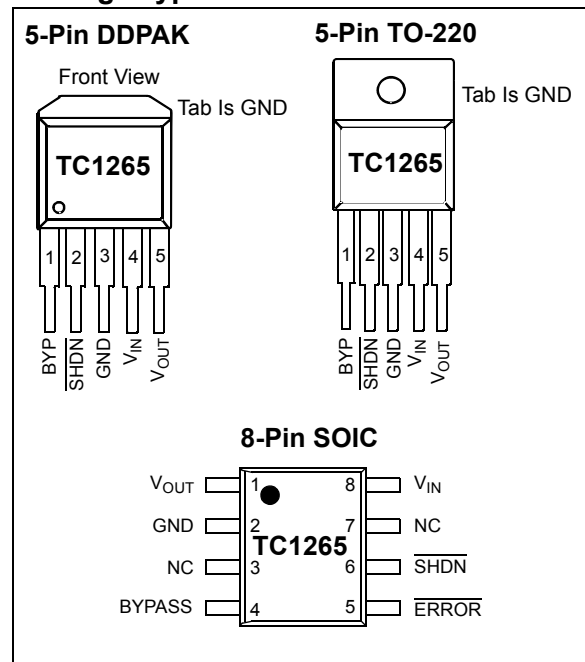 5-Pin DDPAK
Front View
Tab Is GND
TC1265
1 2 3 4 5
BYP
SHDN
GND
VIN
VOUT
5-Pin TO-220
Tab Is GND
TC1265
1 2 3 4 5
BYP
SHDN
GND
VIN
VOUT
8-Pin SOIC
VOUT 1 8 VIN
GND 2 7 NC
TC1265
NC 3 6 SHDN
BYPASS 4 5 ERROR